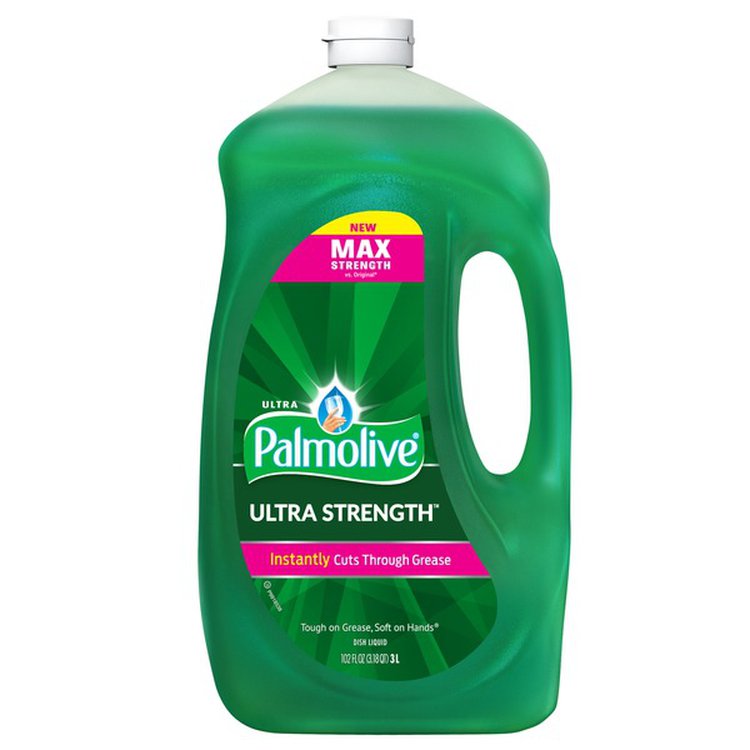 NEW
MAX
STRENGTH
vs. Original*
ULTRA
Palmolive®
ULTRA STRENGTH™
Instantly Cuts Through Grease
Tough on Grease, Soft on Hands®
DISH LIQUID
102 FL OZ (3.18 QT) 3 L